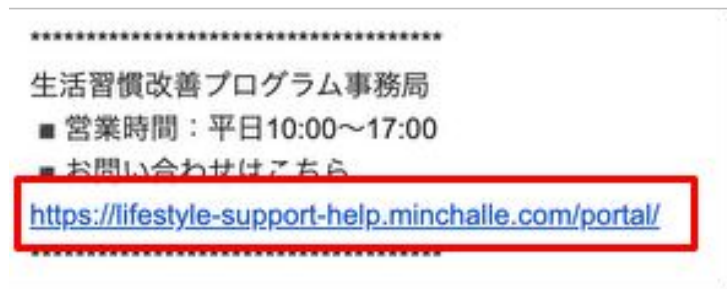 *************************************
生活習慣改善プログラム事務局
■ 営業時間：平日10:00～17:00
■ お問い合わせはこちら
https://lifestyle-support-help.minchalle.com/portal/
*************************************